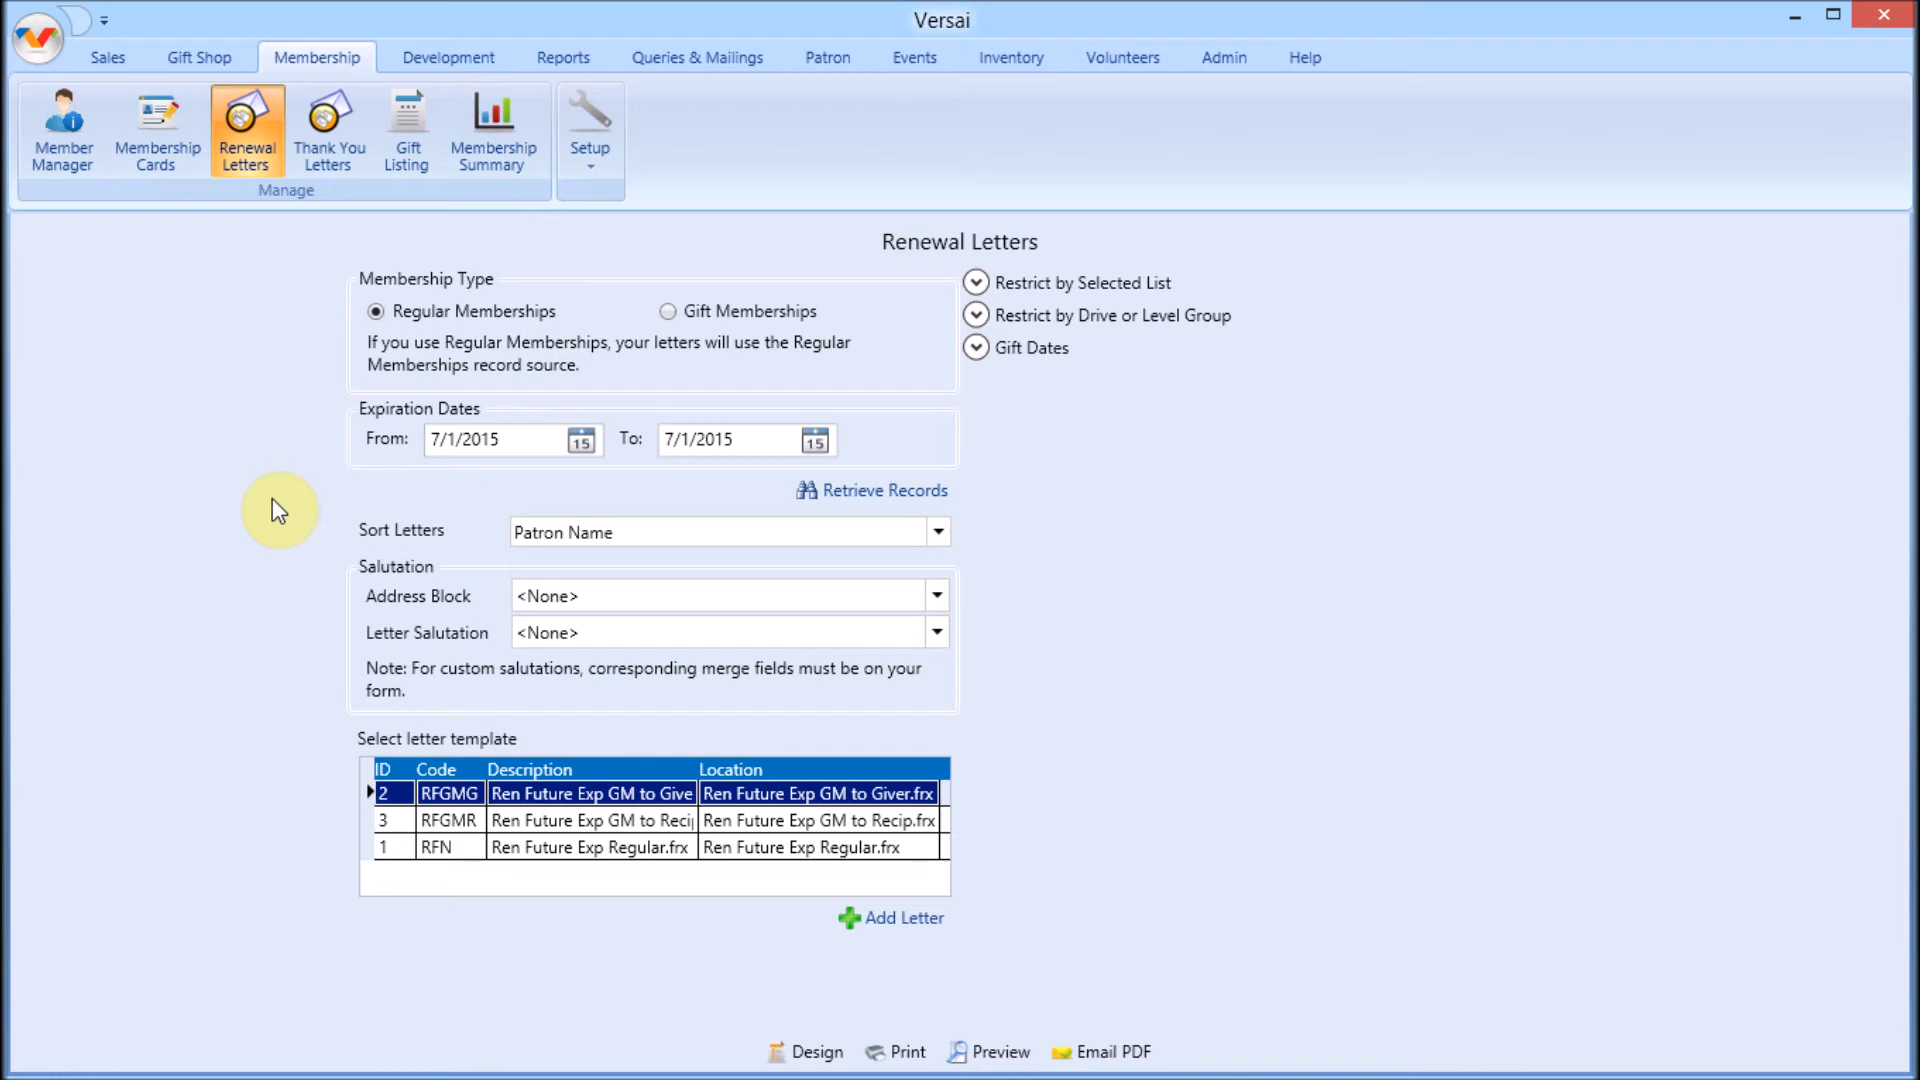 Versai
Sales Gift Shop Membership Development Reports Queries & Mailings Patron Events Inventory Volunteers Admin Help
Member Manager
Membership Cards
Renewal Letters
Thank You Letters
Gift Listing
Membership Summary
Setup
Manage
Renewal Letters
Membership Type
Regular Memberships Gift Memberships
If you use Regular Memberships, your letters will use the Regular
Memberships record source.
Restrict by Selected List
Restrict by Drive or Level Group
Gift Dates
Expiration Dates
From: 7/1/2015 15 To: 7/1/2015 15
Retrieve Records
Sort Letters Patron Name
Salutation
Address Block <None>
Letter Salutation <None>
Note: For custom salutations, corresponding merge fields must be on your
form.
Select letter template
ID Code Description Location
2 RFGMG Ren Future Exp GM to Give Ren Future Exp GM to Giver.frx
3 RFGMR Ren Future Exp GM to Reci Ren Future Exp GM to Recip.frx
1 RFN Ren Future Exp Regular.frx Ren Future Exp Regular.frx
Add Letter
Design Print Preview Email PDF